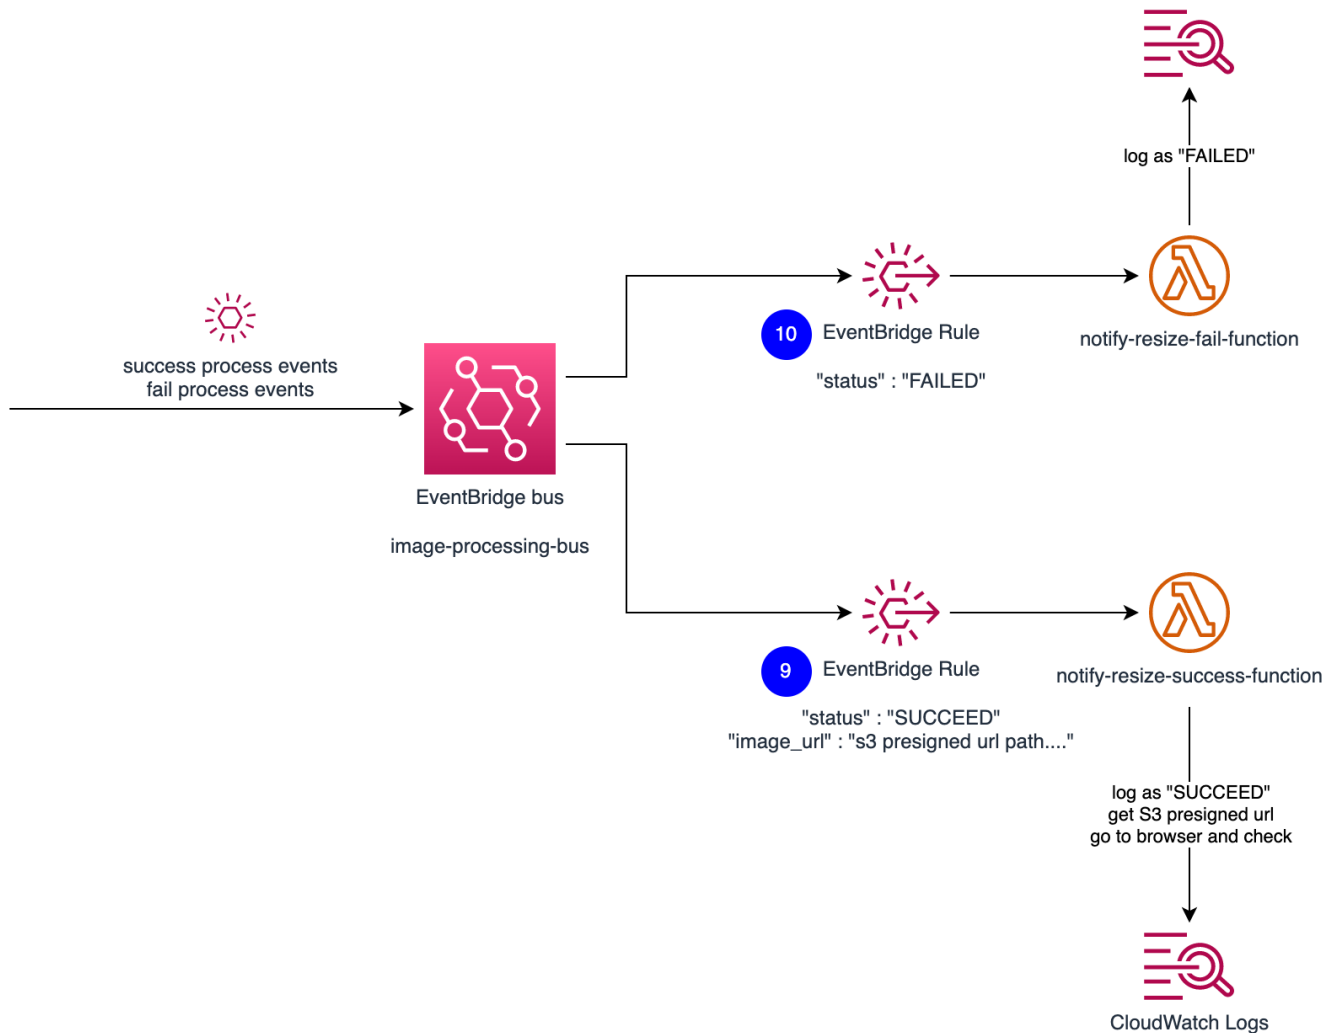 log as "FAILED"
10
EventBridge Rule
notify-resize-fail-function
"status" : "FAILED"
success process events
fail process events
EventBridge bus
image-processing-bus
9
EventBridge Rule
notify-resize-success-function
"status" : "SUCCEED"
"image_url" : "s3 presigned url path...."
log as "SUCCEED"
get S3 presigned url
go to browser and check
CloudWatch Logs